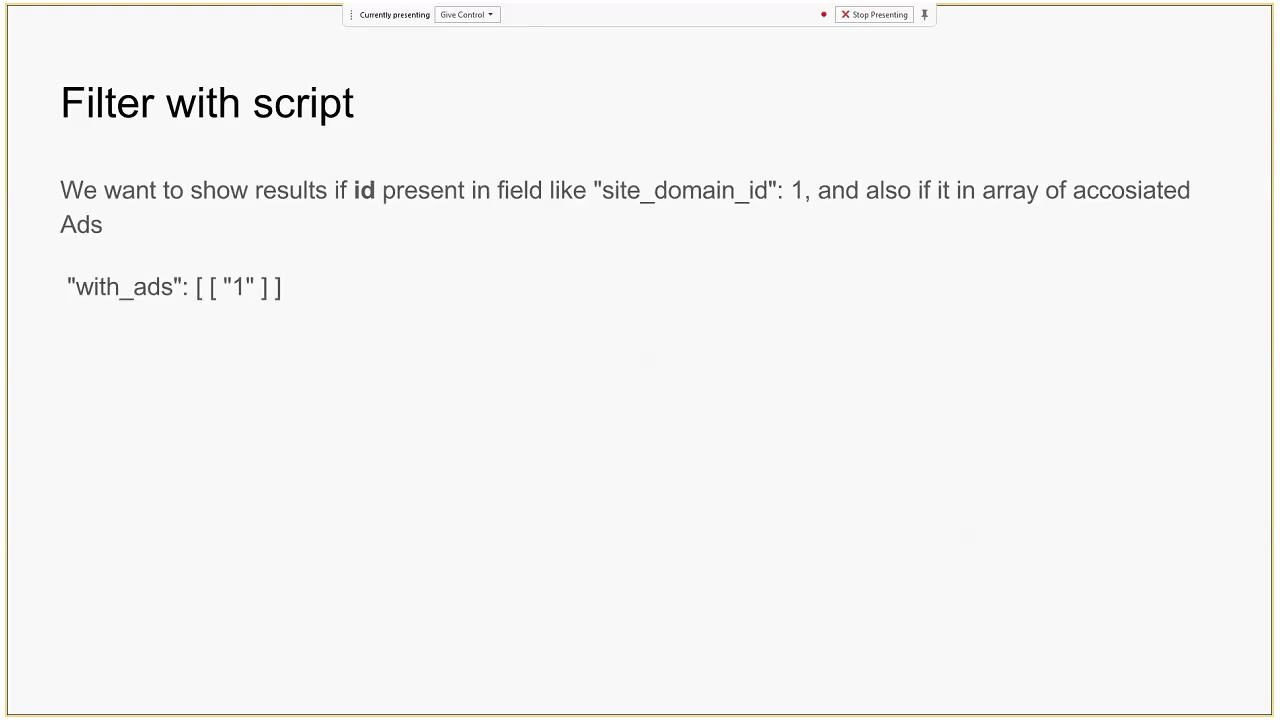 Currently presenting Give Control Stop Presenting
Filter with script
We want to show results if id present in field like "site_domain_id": 1, and also if it in array of accosiated
Ads
"with_ads": [ [ "1" ] ]